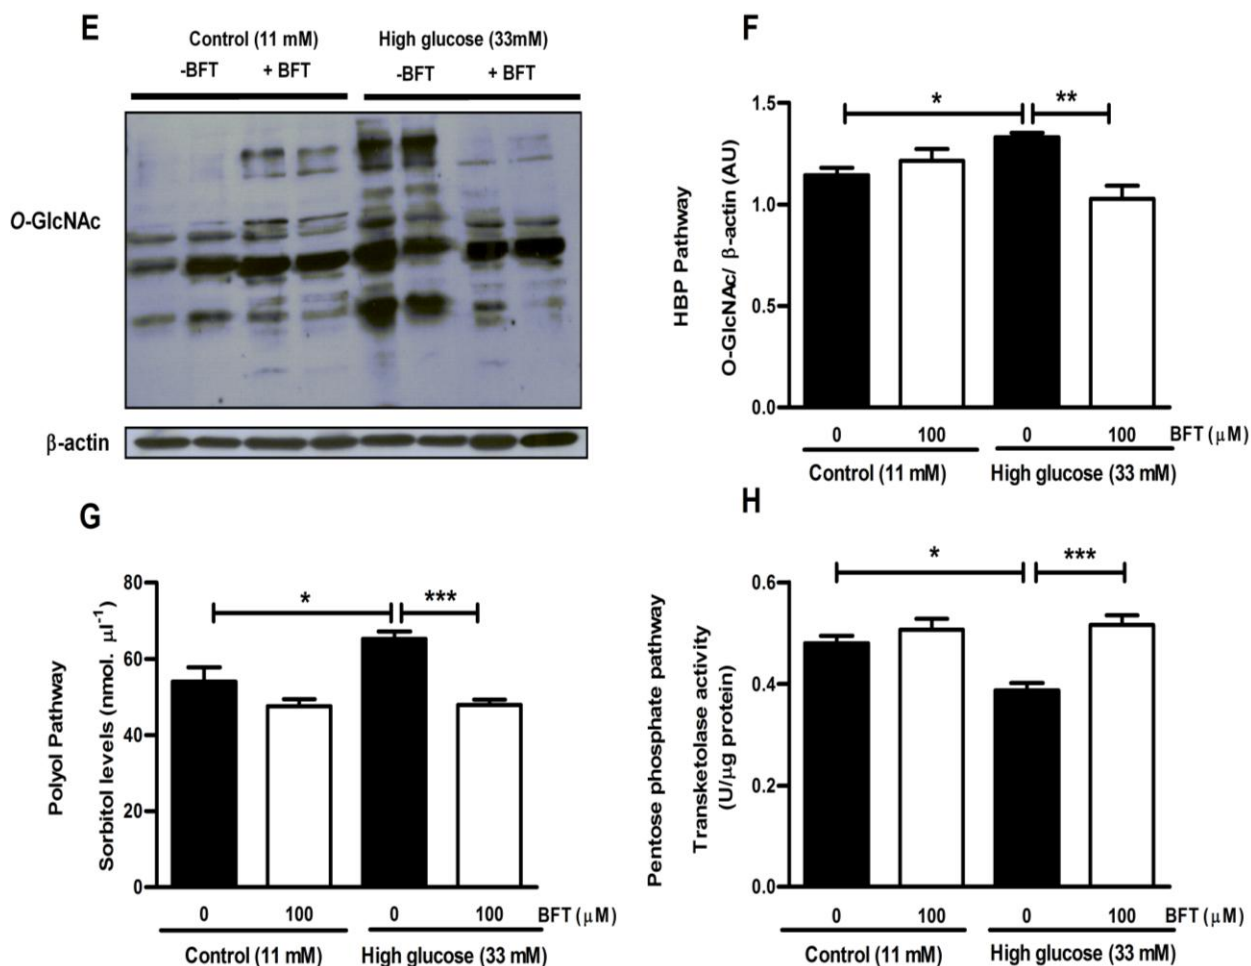 E
Control (11 mM) High glucose (33mM)
-BFT + BFT -BFT + BFT
O-GlcNAc
β-actin
F
HBP Pathway
O-GlcNAc/ β-actin (AU)
1.5
1.0
0.5
0.0
* **
0 100 0 100 BFT (μM)
Control (11 mM) High glucose (33 mM)
G
Polyol Pathway
Sorbitol levels (nmol. μl⁻¹)
80
60
40
20
0
* ***
0 100 0 100 BFT (μM)
Control (11 mM) High glucose (33 mM)
H
Pentose phosphate pathway
Transketolase activity
(U/μg protein)
0.6
0.4
0.2
0.0
* ***
0 100 0 100 BFT (μM)
Control (11 mM) High glucose (33 mM)